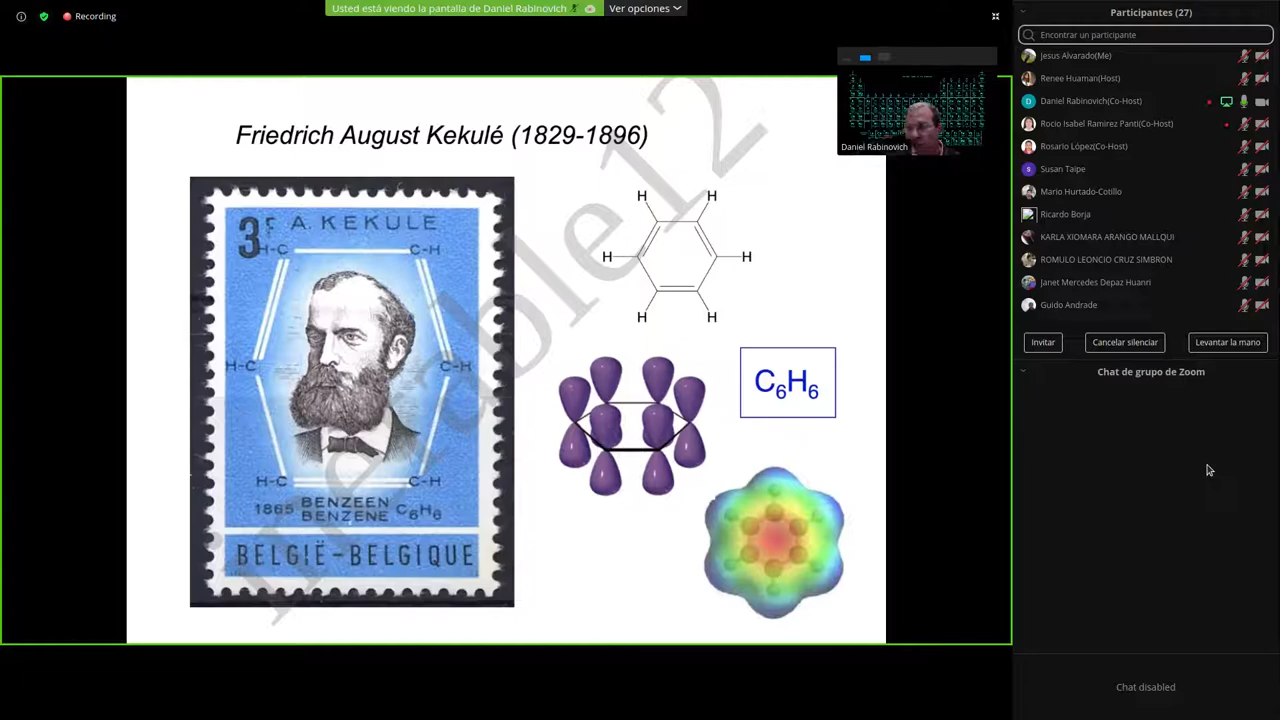 Recording
Usted está viendo la pantalla de Daniel Rabinovich
Ver opciones
Friedrich August Kekulé (1829-1896)
3F A. KEKULE
H-C C-H
H-C C-H
H-C C-H
1865 BENZEEN
BENZENE C6H6
BELGIË-BELGIQUE
H H
H H
H H
C6H6
Daniel Rabinovich
Participantes (27)
Encontrar un participante
Jesus Alvarado(Me)
Renee Huaman(Host)
D Daniel Rabinovich(Co-Host)
Rocio Isabel Ramirez Panti(Co-Host)
Rosario López(Co-Host)
S Susan Taipe
Mario Hurtado-Cotillo
Ricardo Borja
KARLA XIOMARA ARANGO MALLQUI
ROMULO LEONCIO CRUZ SIMBRON
Janet Mercedes Depaz Huanri
Guido Andrade
Invitar
Cancelar silenciar
Levantar la mano
Chat de grupo de Zoom
Chat disabled